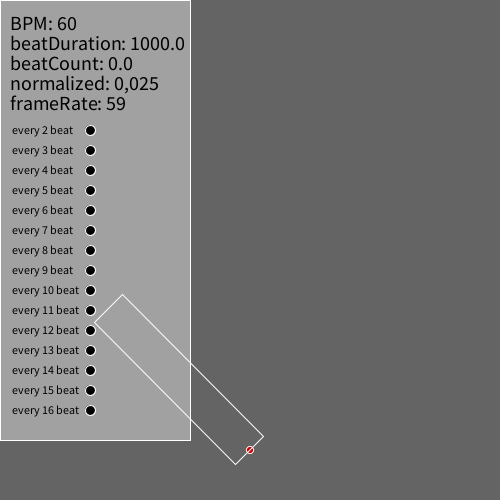 BPM: 60
beatDuration: 1000.0
beatCount: 0.0
normalized: 0,025
frameRate: 59
every 2 beat
every 3 beat
every 4 beat
every 5 beat
every 6 beat
every 7 beat
every 8 beat
every 9 beat
every 10 beat
every 11 beat
every 12 beat
every 13 beat
every 14 beat
every 15 beat
every 16 beat